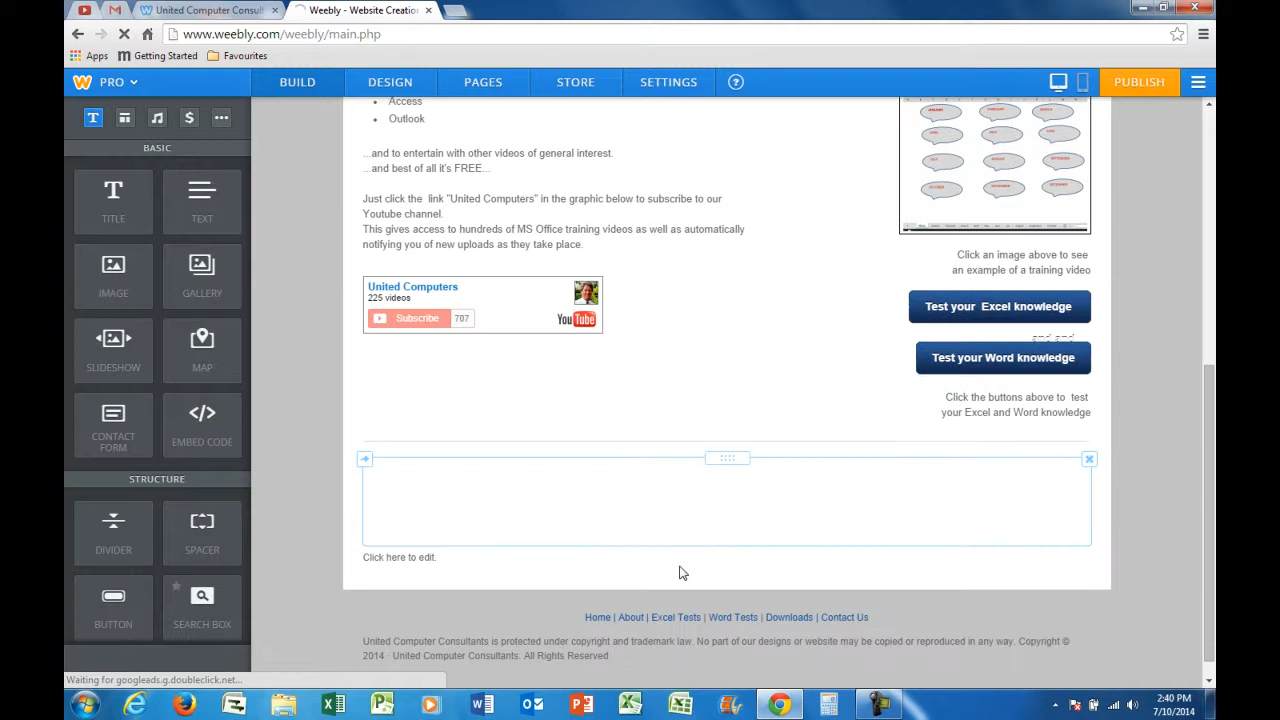 United Computer Consult
Weebly - Website Creation
www.weebly.com/weebly/main.php
Apps
Getting Started
Favourites
PRO
BUILD
DESIGN
PAGES
STORE
SETTINGS
?
PUBLISH
BASIC
TITLE
TEXT
IMAGE
GALLERY
SLIDESHOW
MAP
CONTACT FORM
EMBED CODE
STRUCTURE
DIVIDER
SPACER
BUTTON
SEARCH BOX
Access
Outlook
...and to entertain with other videos of general interest.
...and best of all it's FREE...
Just click the link "United Computers" in the graphic below to subscribe to our
Youtube channel.
This gives access to hundreds of MS Office training videos as well as automatically
notifying you of new uploads as they take place.
United Computers
225 videos
Subscribe 707
YouTube
Click an image above to see
an example of a training video
Test your Excel knowledge
Test your Word knowledge
Click the buttons above to test
your Excel and Word knowledge
Click here to edit.
Home | About | Excel Tests | Word Tests | Downloads | Contact Us
United Computer Consultants is protected under copyright and trademark law. No part of our designs or website may be copied or reproduced in any way. Copyright ©
2014 · United Computer Consultants. All Rights Reserved
Waiting for googleads.g.doubleclick.net...
2:40 PM
7/10/2014